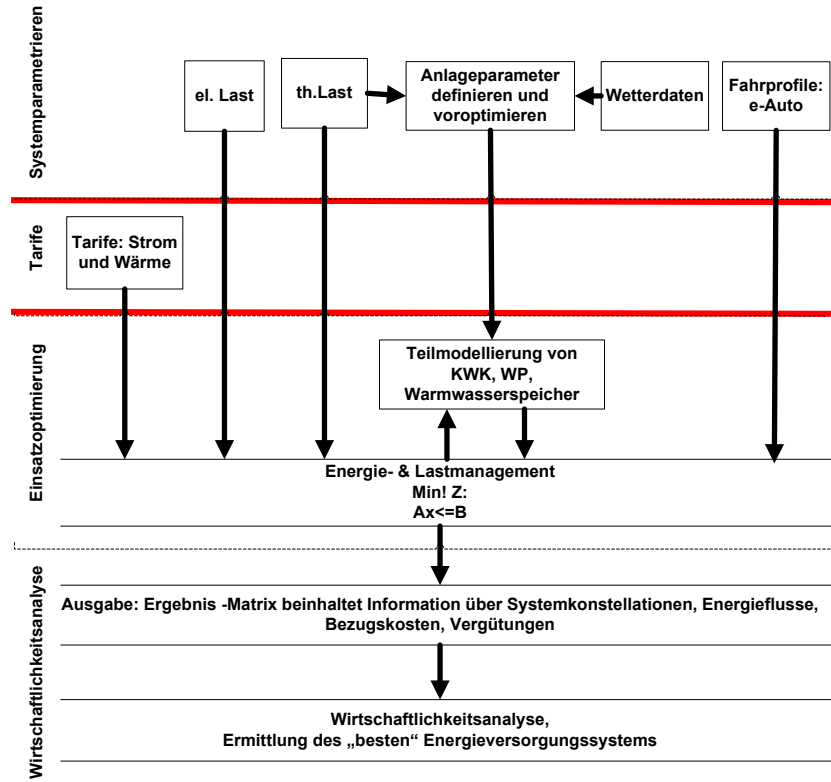 Systemparametrieren
el. Last
th.Last
Anlageparameter
definieren und
voroptimieren
Wetterdaten
Fahrprofile:
e-Auto
Tarife
Tarife: Strom
und Wärme
Einsatzoptimierung
Teilmodellierung von
KWK, WP,
Warmwasserspeicher
Energie- & Lastmanagement
Min! Z:
Ax<=B
Wirtschaftlichkeitsanalyse
Ausgabe: Ergebnis -Matrix beinhaltet Information über Systemkonstellationen, Energieflusse,
Bezugskosten, Vergütungen
Wirtschaftlichkeitsanalyse,
Ermittlung des „besten“ Energieversorgungssystems